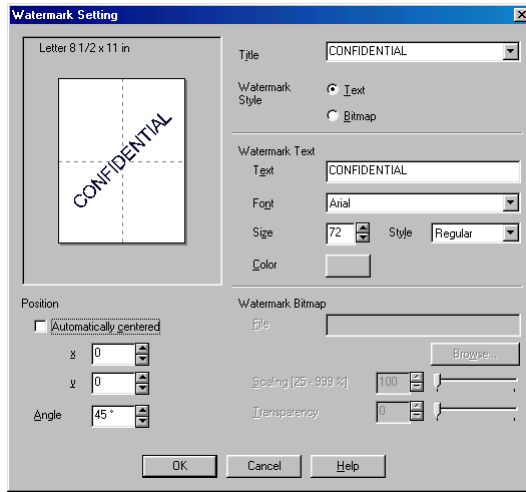 Watermark Setting
Letter 8 1/2 x 11 in
CONFIDENTIAL
Title CONFIDENTIAL
Watermark Style
Text
Bitmap
Watermark Text
Text CONFIDENTIAL
Font Arial
Size 72 Style Regular
Color
Position
Automatically centered
x 0
y 0
Angle 45 °
Watermark Bitmap
File
Browse...
Scaling [25 - 999 %] 100
Transparency 0
OK Cancel Help